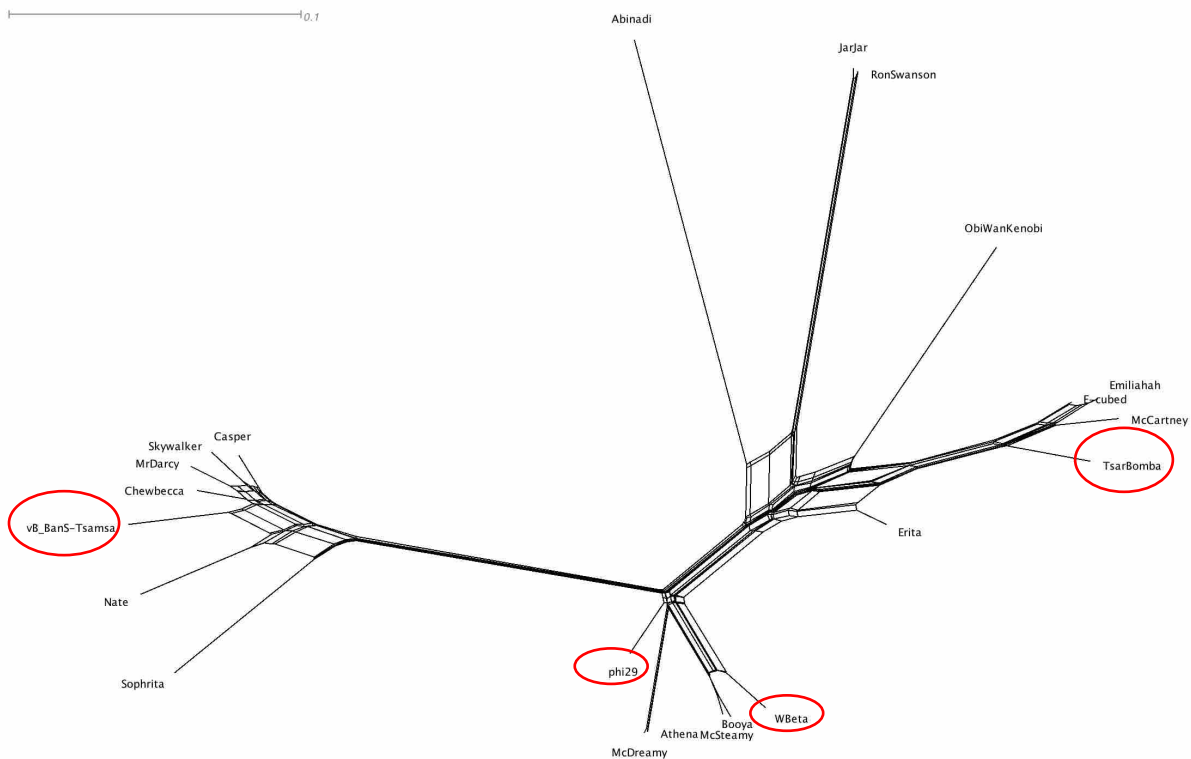 0.1
Abinadi
JarJar
RonSwanson
ObiWanKenobi
Emiliahah
E-cubed
McCartney
TsarBomba
Erita
Casper
Skywalker
MrDarcy
Chewbecca
vB_BanS-Tsamsa
Nate
Sophrita
phi29
WBeta
Booya
Athena
McSteamy
McDreamy